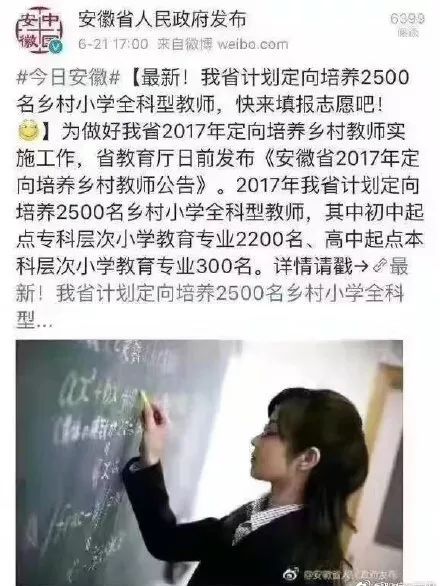 安徽
中国
安徽省人民政府发布
6399
6-21 17:00 来自微博 weibo.com
#今日安徽#【最新！我省计划定向培养2500
名乡村小学全科型教师，快来填报志愿吧！
】为做好我省2017年定向培养乡村教师实
施工作，省教育厅日前发布《安徽省2017年定
向培养乡村教师公告》。2017年我省计划定向
培养2500名乡村小学全科型教师，其中初中起
点专科层次小学教育专业2200名、高中起点本
科层次小学教育专业300名。详情请戳→最
新！我省计划定向培养2500名乡村小学全科
型...